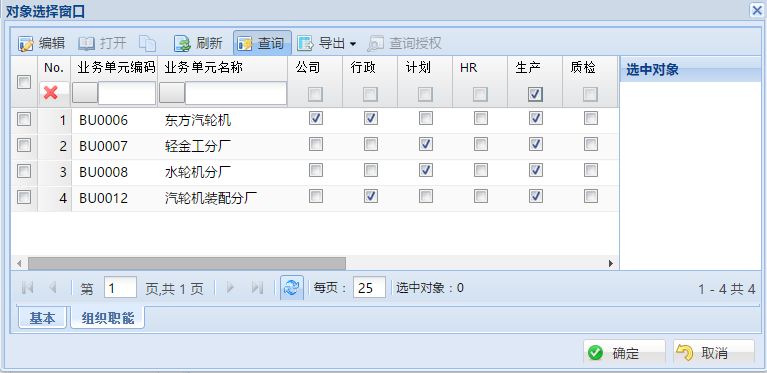 对象选择窗口
编辑 打开 刷新 查询 导出 查询授权
No. 业务单元编码 业务单元名称 公司 行政 计划 HR 生产 质检 选中对象
1 BU0006 东方汽轮机
2 BU0007 轻金工分厂
3 BU0008 水轮机分厂
4 BU0012 汽轮机装配分厂
第 1 页,共 1 页 每页： 25 选中对象：0 1 - 4 共 4
基本 组织职能
确定 取消